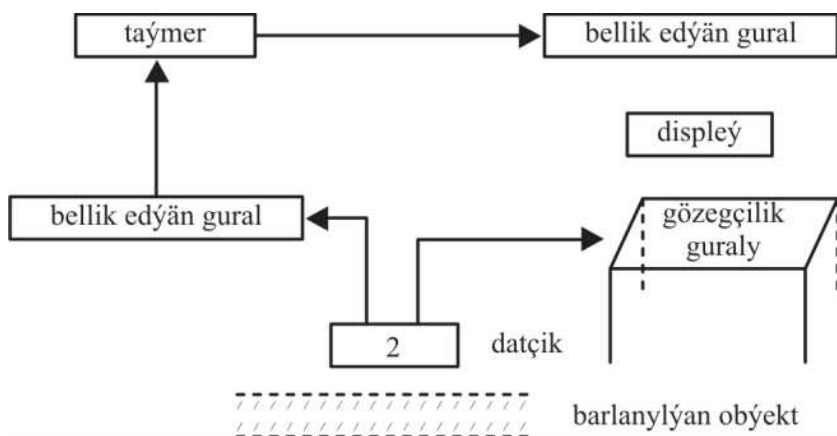 taýmer
bellik edýän gural
displeý
bellik edýän gural
gözegçilik
guraly
2
datçik
barlanylýan obýekt